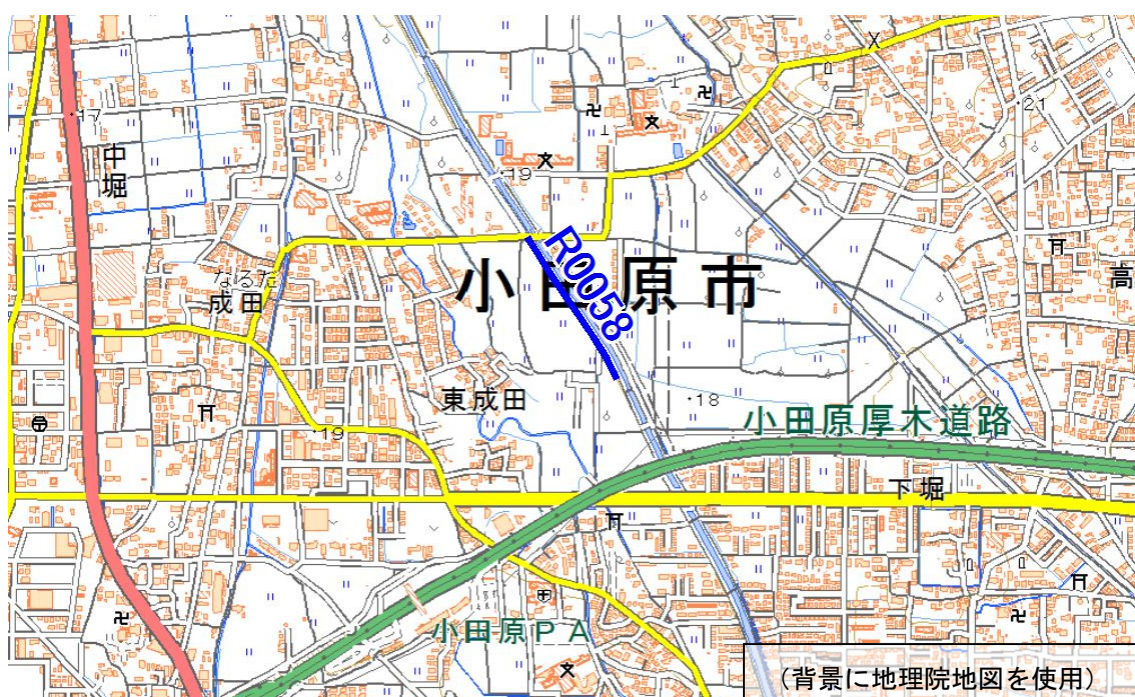 17
中堀
19
21
小田原市
R0058
なるだ
成田
高
東成田
18
19
小田原厚木道路
下堀
小田原PA
(背景に地理院地図を使用)